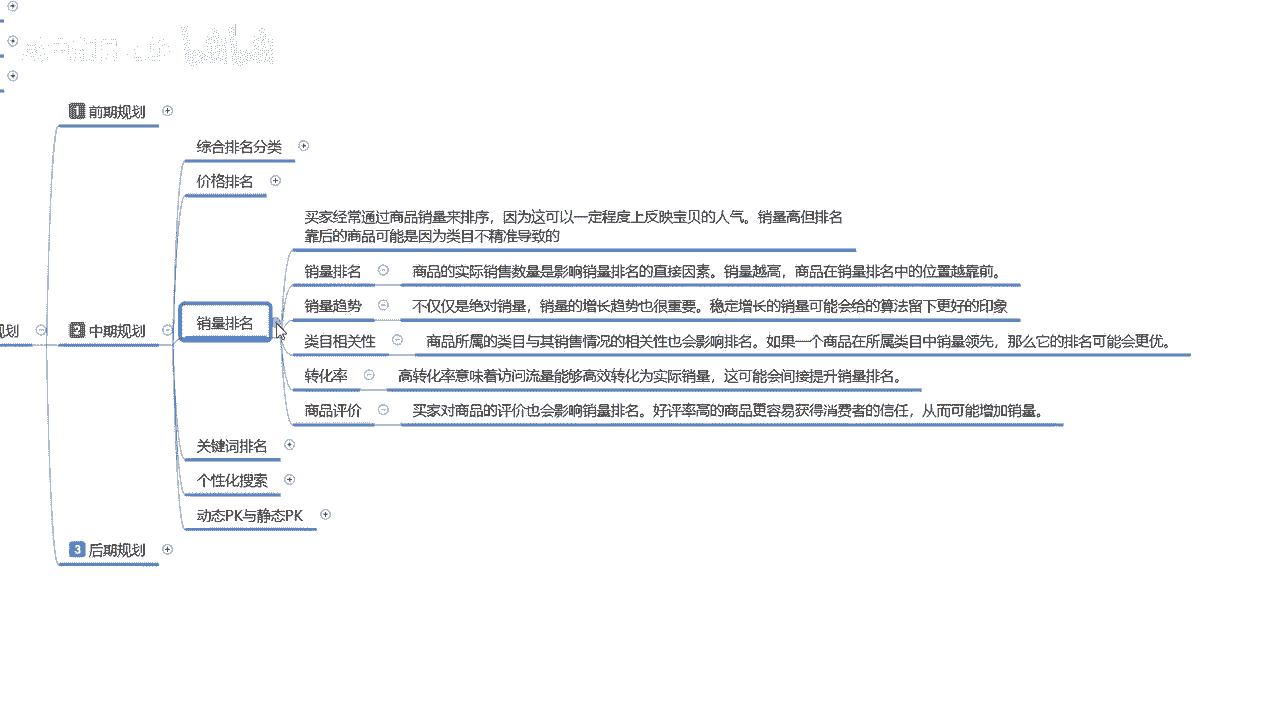 1 前期规划
综合排名分类
价格排名
买家经常通过商品销量来排序，因为这可以一定程度上反映宝贝的人气。销量高但排名
靠后的商品可能是因为类目不精准导致的
销量排名 商品的实际销售数量是影响销量排名的直接因素。销量越高，商品在销量排名中的位置越靠前。
销量趋势 不仅仅是绝对销量，销量的增长趋势也很重要。稳定增长的销量可能会给的算法留下更好的印象
规划 2 中期规划 销量排名
类目相关性 商品所属的类目与其销售情况的相关性也会影响排名。如果一个商品在所属类目中销量领先，那么它的排名可能会更优。
转化率 高转化率意味着访问流量能够高效转化为实际销量，这可能会间接提升销量排名。
商品评价 买家对商品的评价也会影响销量排名。好评率高的商品更容易获得消费者的信任，从而可能增加销量。
关键词排名
个性化搜索
动态PK与静态PK
3 后期规划